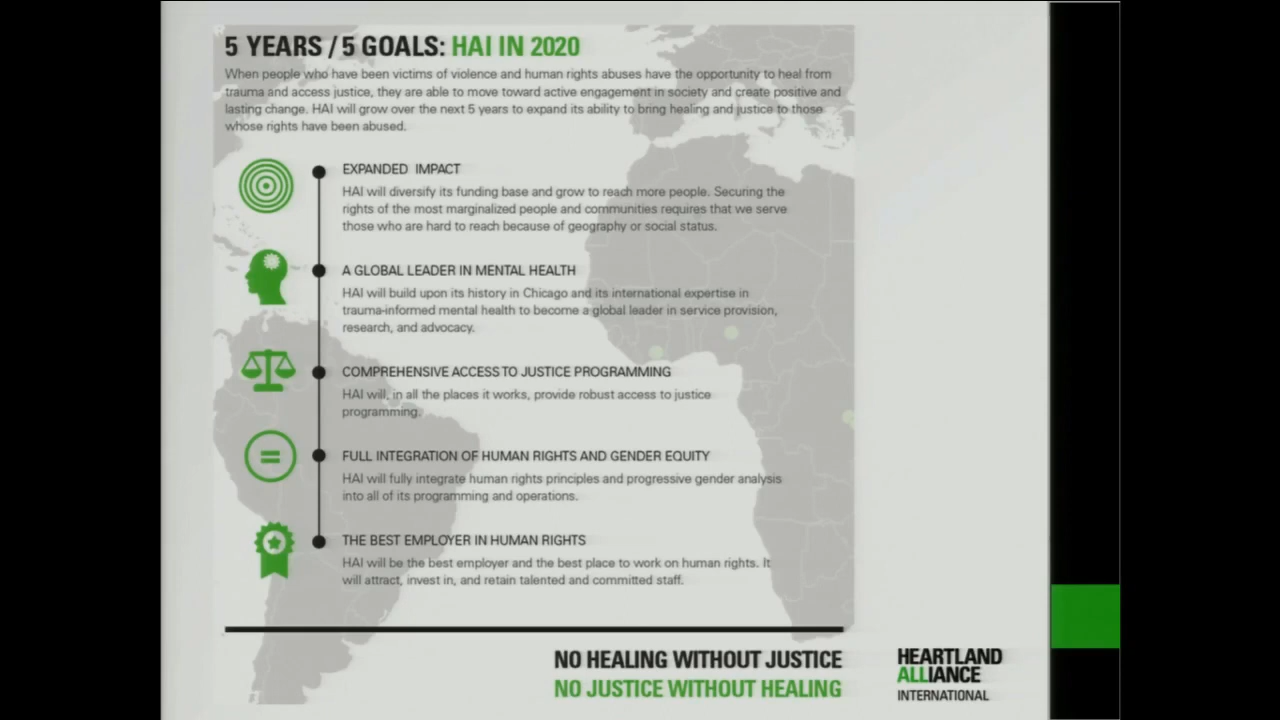 5 YEARS / 5 GOALS: HAI IN 2020
When people who have been victims of violence and human rights abuses have the opportunity to heal from
trauma and access justice, they are able to move toward active engagement in society and create positive and
lasting change. HAI will grow over the next 5 years to expand its ability to bring healing and justice to those
whose rights have been abused.
EXPANDED IMPACT
HAI will diversify its funding base and grow to reach more people. Securing the
rights of the most marginalized people and communities requires that we serve
those who are hard to reach because of geography or social status.
A GLOBAL LEADER IN MENTAL HEALTH
HAI will build upon its history in Chicago and its international expertise in
trauma-informed mental health to become a global leader in service provision,
research, and advocacy.
COMPREHENSIVE ACCESS TO JUSTICE PROGRAMMING
HAI will, in all the places it works, provide robust access to justice
programming.
=
FULL INTEGRATION OF HUMAN RIGHTS AND GENDER EQUITY
HAI will fully integrate human rights principles and progressive gender analysis
into all of its programming and operations.
THE BEST EMPLOYER IN HUMAN RIGHTS
HAI will be the best employer and the best place to work on human rights. It
will attract, invest in, and retain talented and committed staff.
NO HEALING WITHOUT JUSTICE
NO JUSTICE WITHOUT HEALING
HEARTLAND
ALLIANCE
INTERNATIONAL